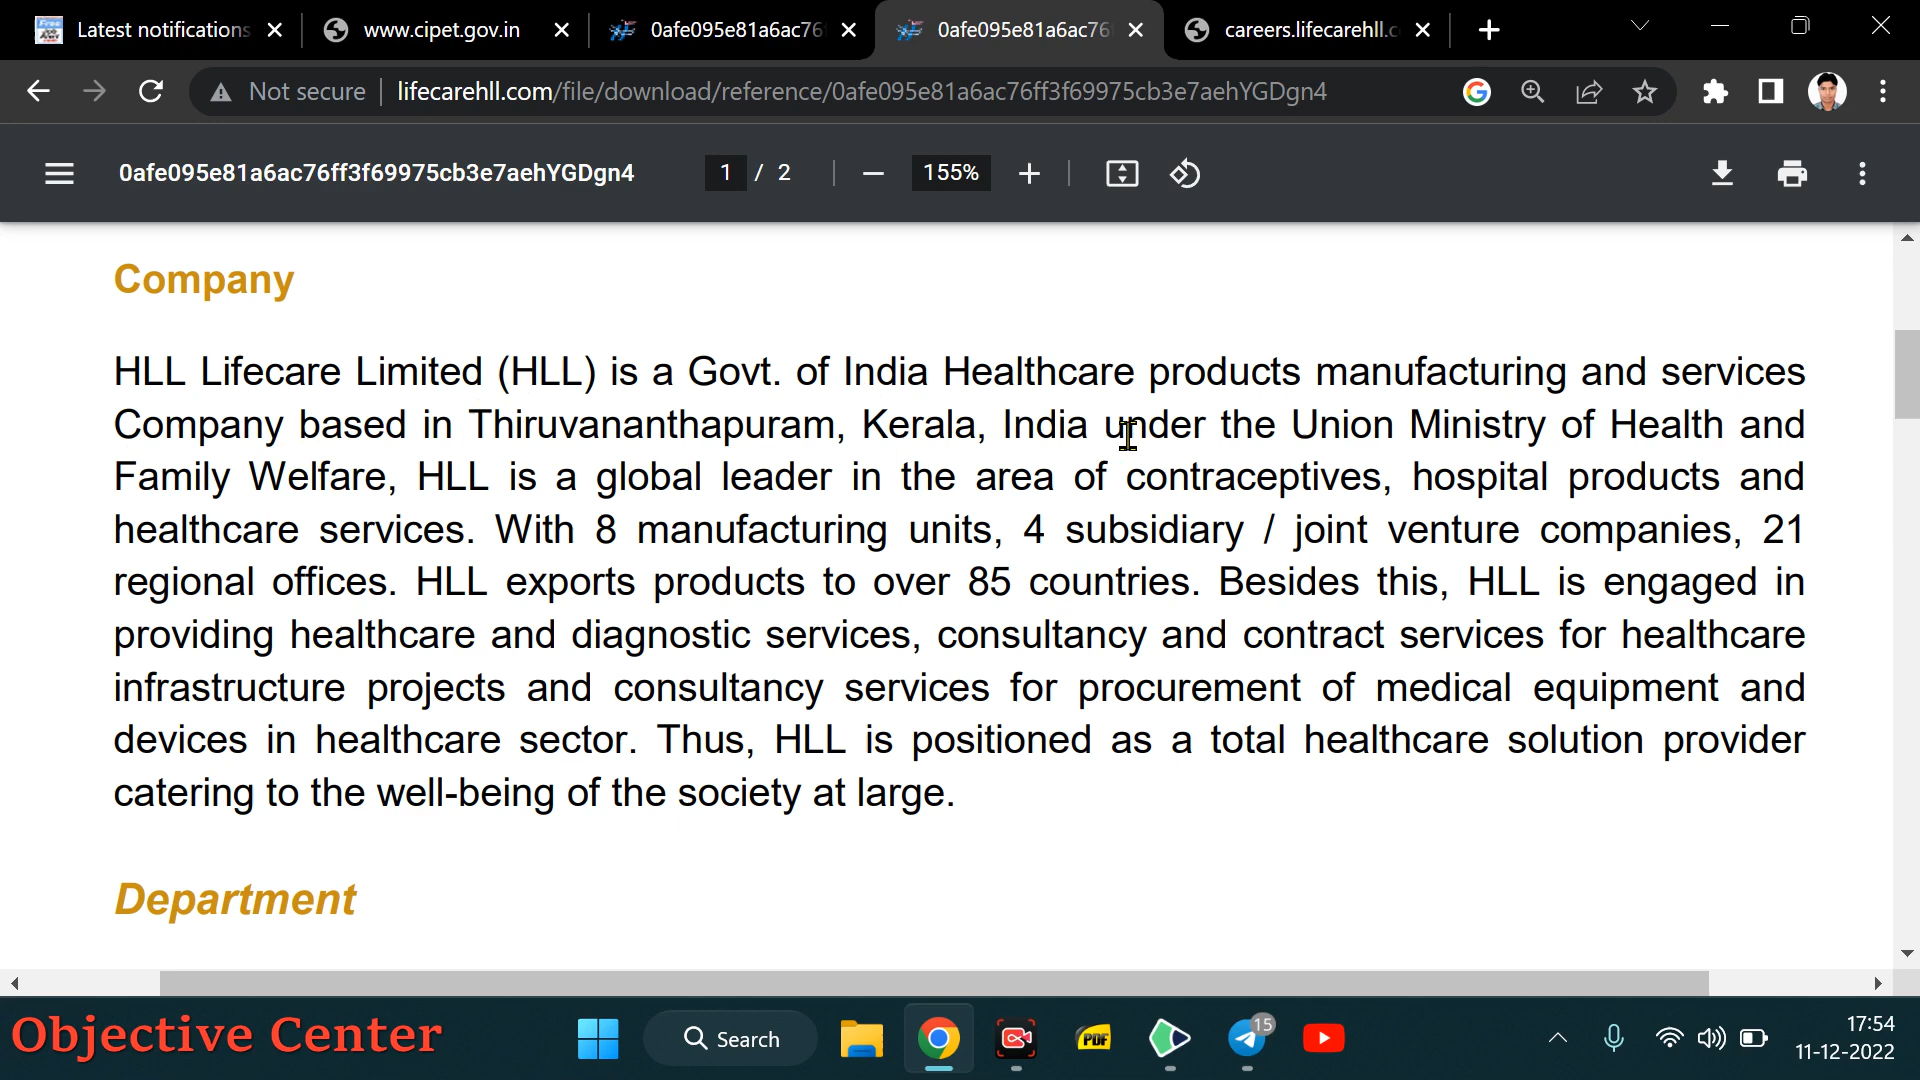 Latest notifications
www.cipet.gov.in
0afe095e81a6ac76
0afe095e81a6ac76
careers.lifecarehll.c
Not secure
lifecarehll.com/file/download/reference/0afe095e81a6ac76ff3f69975cb3e7aehYGDgn4
0afe095e81a6ac76ff3f69975cb3e7aehYGDgn4
1 / 2
155%
Company
HLL Lifecare Limited (HLL) is a Govt. of India Healthcare products manufacturing and services
Company based in Thiruvananthapuram, Kerala, India under the Union Ministry of Health and
Family Welfare, HLL is a global leader in the area of contraceptives, hospital products and
healthcare services. With 8 manufacturing units, 4 subsidiary / joint venture companies, 21
regional offices. HLL exports products to over 85 countries. Besides this, HLL is engaged in
providing healthcare and diagnostic services, consultancy and contract services for healthcare
infrastructure projects and consultancy services for procurement of medical equipment and
devices in healthcare sector. Thus, HLL is positioned as a total healthcare solution provider
catering to the well-being of the society at large.
Department
Objective Center
Search
PDF
15
17:54
11-12-2022